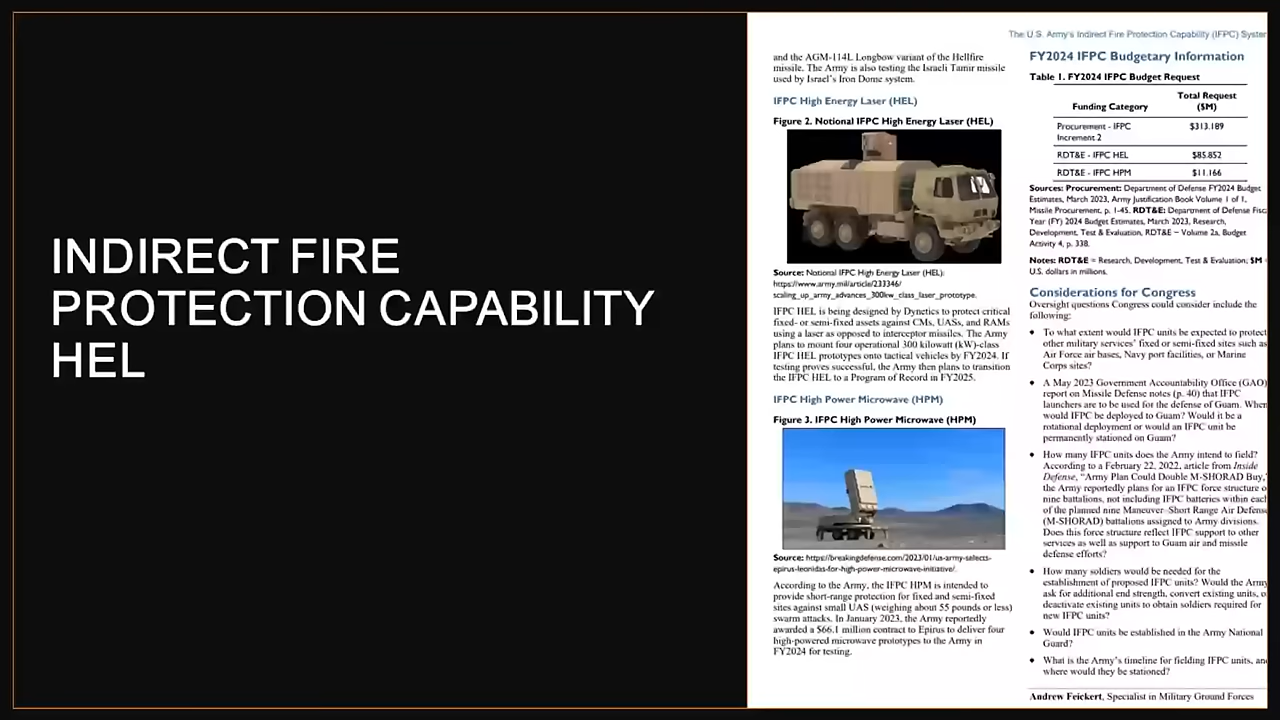 INDIRECT FIRE
PROTECTION CAPABILITY
HEL
and the AGM-114L Longbow variant of the Hellfire
missile. The Army is also testing the Israeli Tamir missile
used by Israel's Iron Dome system.
IFPC High Energy Laser (HEL)
Figure 2. Notional IFPC High Energy Laser (HEL)
Source: Notional IFPC High Energy Laser (HEL):
https://www.army.mil/article/233346/
scaling_up_army_advances_300kw_class_laser_prototype.
IFPC HEL is being designed by Dynetics to protect critical
fixed- or semi-fixed assets against CMs, UASs, and RAMs
using a laser as opposed to interceptor missiles. The Army
plans to mount four operational 300 kilowatt (kW)-class
IFPC HEL prototypes onto tactical vehicles by FY2024. If
testing proves successful, the Army then plans to transition
the IFPC HEL to a Program of Record in FY2025.
IFPC High Power Microwave (HPM)
Figure 3. IFPC High Power Microwave (HPM)
Source: https://breakingdefense.com/2023/01/us-army-selects-
epirus-leonidas-for-high-power-microwave-initiative/.
According to the Army, the IFPC HPM is intended to
provide short-range protection for fixed and semi-fixed
sites against small UAS (weighing about 55 pounds or less)
swarm attacks. In January 2023, the Army reportedly
awarded a $66.1 million contract to Epirus to deliver four
high-powered microwave prototypes to the Army in
FY2024 for testing.
The U.S. Army's Indirect Fire Protection Capability (IFPC) System
FY2024 IFPC Budgetary Information
Table 1. FY2024 IFPC Budget Request
Funding Category Total Request
($M)
Procurement - IFPC
Increment 2 $313.189
RDT&E - IFPC HEL $85.852
RDT&E - IFPC HPM $11.166
Sources: Procurement: Department of Defense FY2024 Budget
Estimates, March 2023, Army Justification Book Volume 1 of 1,
Missile Procurement, p. 1-45. RDT&E: Department of Defense Fisca
Year (FY) 2024 Budget Estimates, March 2023, Research,
Development, Test & Evaluation, RDT&E − Volume 2a, Budget
Activity 4, p. 338.
Notes: RDT&E = Research, Development, Test & Evaluation; $M =
U.S. dollars in millions.
Considerations for Congress
Oversight questions Congress could consider include the
following:
• To what extent would IFPC units be expected to protect
other military services' fixed or semi-fixed sites such as
Air Force air bases, Navy port facilities, or Marine
Corps sites?
• A May 2023 Government Accountability Office (GAO)
report on Missile Defense notes (p. 40) that IFPC
launchers are to be used for the defense of Guam. When
would IFPC be deployed to Guam? Would it be a
rotational deployment or would an IFPC unit be
permanently stationed on Guam?
• How many IFPC units does the Army intend to field?
According to a February 22, 2022, article from Inside
Defense, "Army Plan Could Double M-SHORAD Buy,"
the Army reportedly plans for an IFPC force structure o
nine battalions, not including IFPC batteries within each
of the planned nine Maneuver-Short Range Air Defense
(M-SHORAD) battalions assigned to Army divisions.
Does this force structure reflect IFPC support to other
services as well as support to Guam air and missile
defense efforts?
• How many soldiers would be needed for the
establishment of proposed IFPC units? Would the Army
ask for additional end strength, convert existing units, o
deactivate existing units to obtain soldiers required for
new IFPC units?
• Would IFPC units be established in the Army National
Guard?
• What is the Army's timeline for fielding IFPC units, and
where would they be stationed?
Andrew Feickert, Specialist in Military Ground Forces